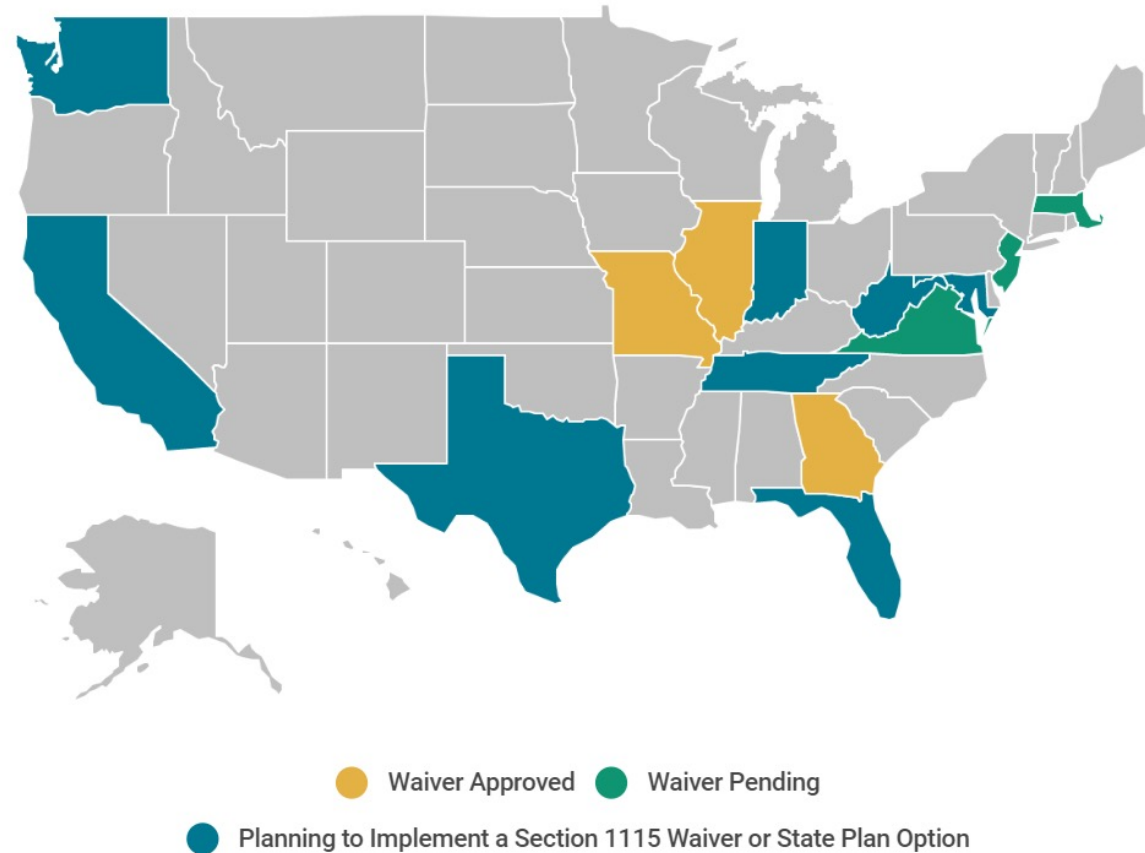 Waiver Approved Waiver Pending
Planning to Implement a Section 1115 Waiver or State Plan Option